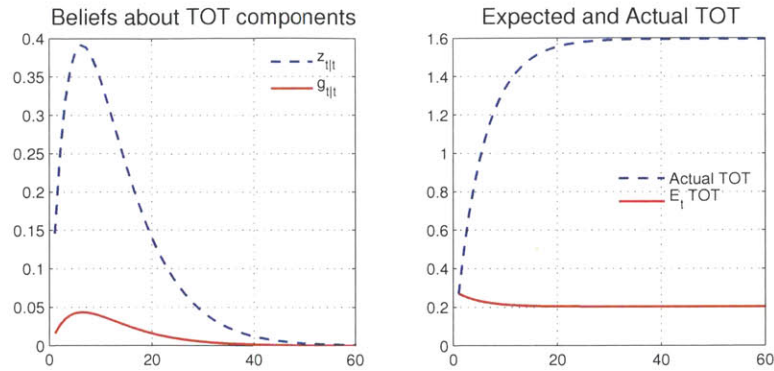 Beliefs about TOT components
0.4
0.35
0.3
0.25
0.2
0.15
0.1
0.05
0
0 20 40 60
z_{t|t}
g_{t|t}
Expected and Actual TOT
1.6
1.4
1.2
1
0.8
0.6
0.4
0.2
0
0 20 40 60
Actual TOT
E_t TOT